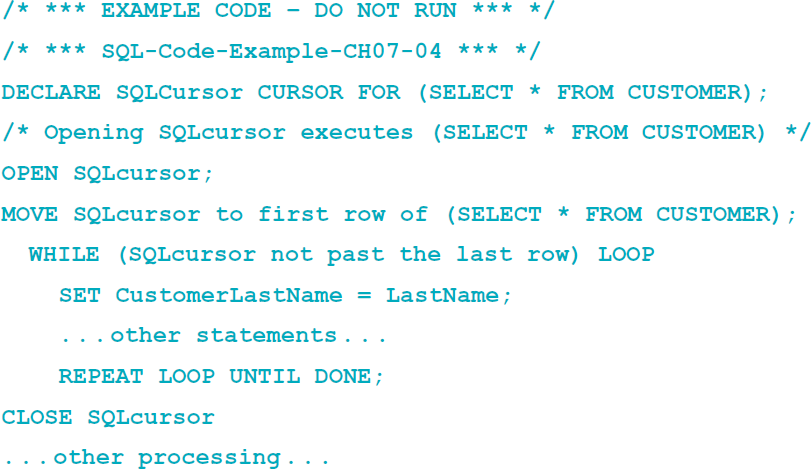 /* *** EXAMPLE CODE – DO NOT RUN *** */
/* *** SQL-Code-Example-CH07-04 *** */
DECLARE SQLCursor CURSOR FOR (SELECT * FROM CUSTOMER);
/* Opening SQLcursor executes (SELECT * FROM CUSTOMER) */
OPEN SQLcursor;
MOVE SQLcursor to first row of (SELECT * FROM CUSTOMER);
WHILE (SQLcursor not past the last row) LOOP
SET CustomerLastName = LastName;
...other statements...
REPEAT LOOP UNTIL DONE;
CLOSE SQLcursor
...other processing...